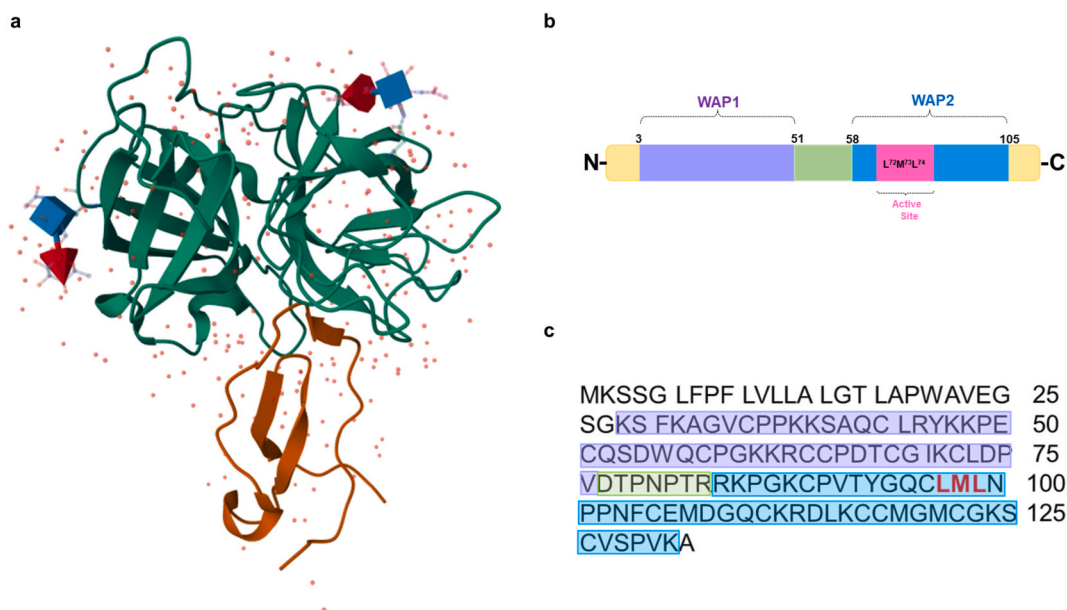 a
b
WAP1
WAP2
3
51
58
105
N-
L⁷²M⁷³L⁷⁴
-C
Active
Site
c
MKSSG LFPF LVLLA LGT LAPWAVEG 25
SGKS FKAGVCPPKKSAQC LRYKKPE 50
CQSDWQCPGKKRCCPDTCG IKCLDP 75
VDTPNPTRRKPGKCPVTYGQCLMLN 100
PPNFCEMDGQCKRDLKCCMGMCGKS 125
CVSPVKA